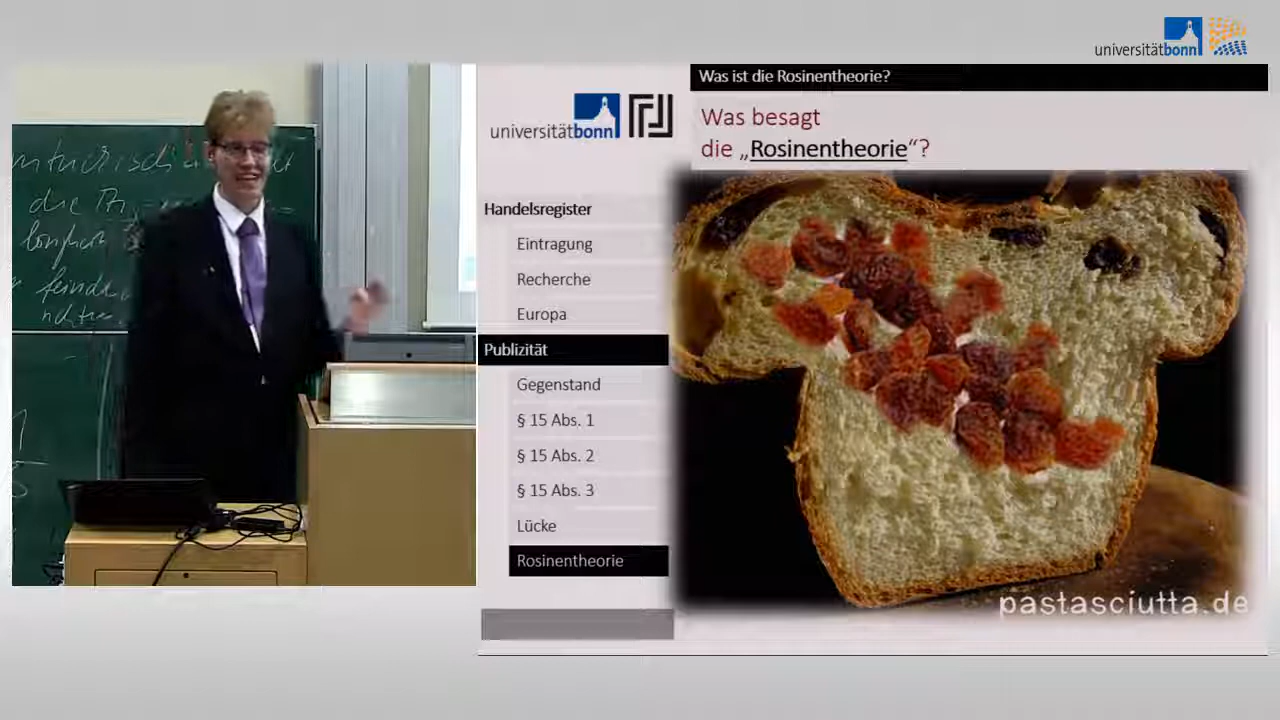 universitätbonn
Was ist die Rosinentheorie?
universitätbonn
Was besagt
die „Rosinentheorie“?
Handelsregister
Eintragung
Recherche
Europa
Publizität
Gegenstand
§ 15 Abs. 1
§ 15 Abs. 2
§ 15 Abs. 3
Lücke
Rosinentheorie
pastasciutta.de
die